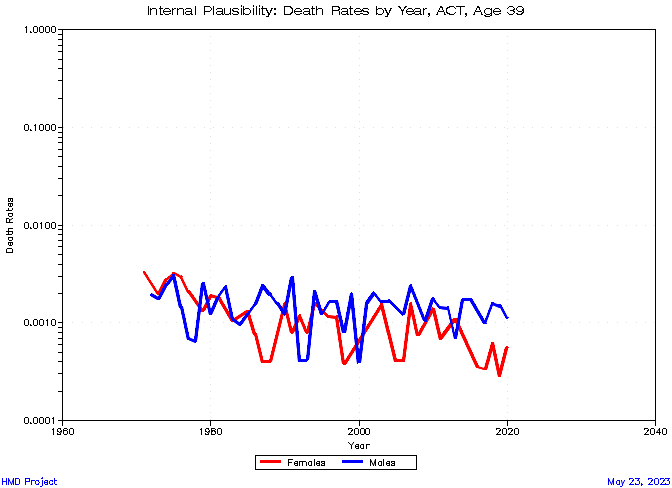 Internal Plausibility: Death Rates by Year, ACT, Age 39
1.0000
0.1000
0.0100
0.0010
0.0001
Death Rates
1960 1980 2000 2020 2040
Year
Females Males
HMD Project May 23, 2023